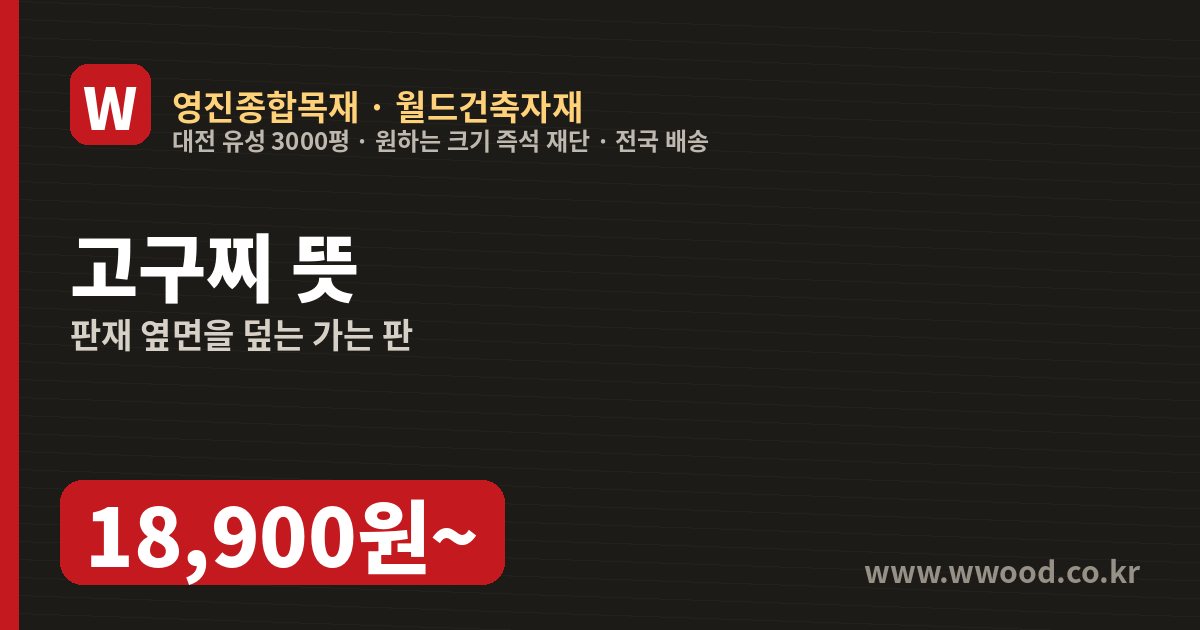 W
영진종합목재 · 월드건축자재
대전 유성 3000평 · 원하는 크기 즉석 재단 · 전국 배송
고구찌 뜻
판재 옆면을 덮는 가는 판
18,900원~
www.wwood.co.kr